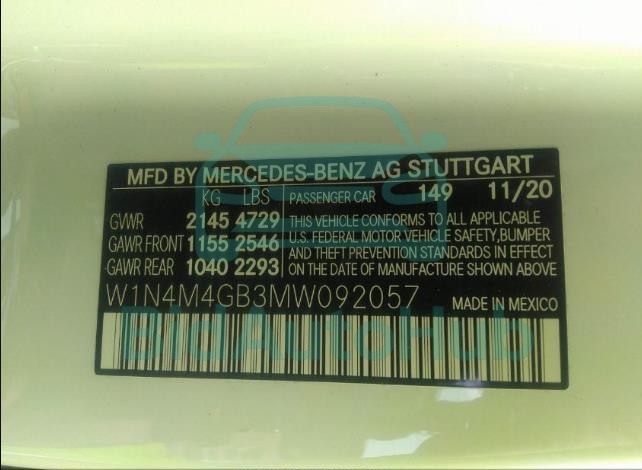 MFD BY MERCEDES-BENZ AG STUTTGART
KG LBS PASSENGER CAR 149 11/20
GVWR 2145 4729 THIS VEHICLE CONFORMS TO ALL APPLICABLE
GAWR FRONT 1155 2546 U.S. FEDERAL MOTOR VEHICLE SAFETY,BUMPER
AND THEFT PREVENTION STANDARDS IN EFFECT
GAWR REAR 1040 2293 ON THE DATE OF MANUFACTURE SHOWN ABOVE
W1N4M4GB3MW092057 MADE IN MEXICO
BidAutoHub